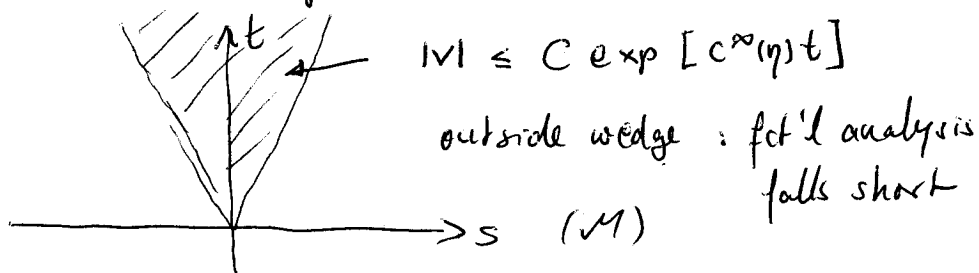 t
|v| ≤ C exp [c^∞(η)t]
outside wedge : fct'l analysis
falls short
s (M)